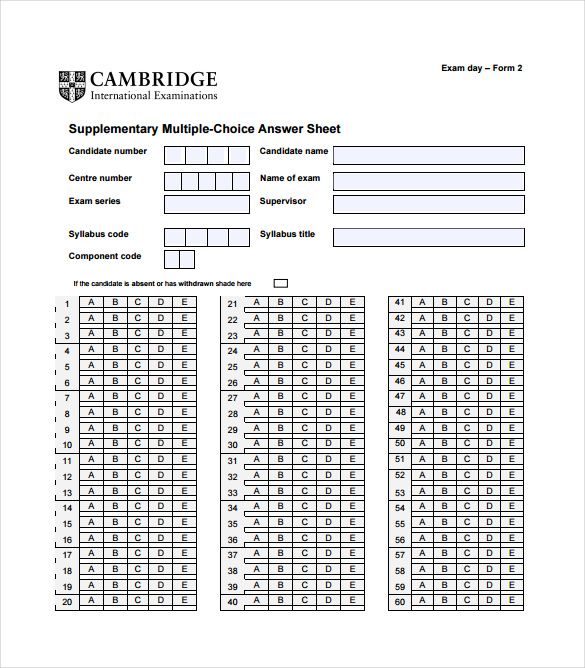 Exam day – Form 2
CAMBRIDGE
International Examinations
Supplementary Multiple-Choice Answer Sheet
Candidate number Candidate name
Centre number Name of exam
Exam series Supervisor
Syllabus code Syllabus title
Component code
If the candidate is absent or has withdrawn shade here
1 A B C D E 21 A B C D E 41 A B C D E
2 A B C D E 22 A B C D E 42 A B C D E
3 A B C D E 23 A B C D E 43 A B C D E
4 A B C D E 24 A B C D E 44 A B C D E
5 A B C D E 25 A B C D E 45 A B C D E
6 A B C D E 26 A B C D E 46 A B C D E
7 A B C D E 27 A B C D E 47 A B C D E
8 A B C D E 28 A B C D E 48 A B C D E
9 A B C D E 29 A B C D E 49 A B C D E
10 A B C D E 30 A B C D E 50 A B C D E
11 A B C D E 31 A B C D E 51 A B C D E
12 A B C D E 32 A B C D E 52 A B C D E
13 A B C D E 33 A B C D E 53 A B C D E
14 A B C D E 34 A B C D E 54 A B C D E
15 A B C D E 35 A B C D E 55 A B C D E
16 A B C D E 36 A B C D E 56 A B C D E
17 A B C D E 37 A B C D E 57 A B C D E
18 A B C D E 38 A B C D E 58 A B C D E
19 A B C D E 39 A B C D E 59 A B C D E
20 A B C D E 40 A B C D E 60 A B C D E